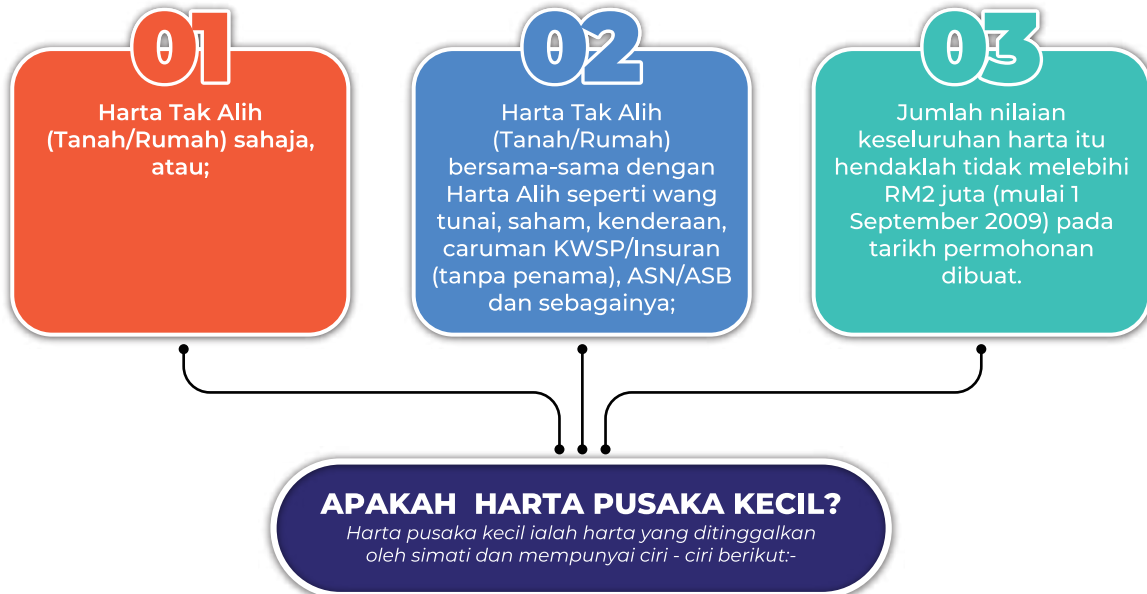 01
Harta Tak Alih
(Tanah/Rumah) sahaja,
atau;
02
Harta Tak Alih
(Tanah/Rumah)
bersama-sama dengan
Harta Alih seperti wang
tunai, saham, kenderaan,
caruman KWSP/Insuran
(tanpa penama), ASN/ASB
dan sebagainya;
03
Jumlah nilaian
keseluruhan harta itu
hendaklah tidak melebihi
RM2 juta (mulai 1
September 2009) pada
tarikh permohonan
dibuat.
APAKAH HARTA PUSAKA KECIL?
Harta pusaka kecil ialah harta yang ditinggalkan
oleh simati dan mempunyai ciri - ciri berikut:-